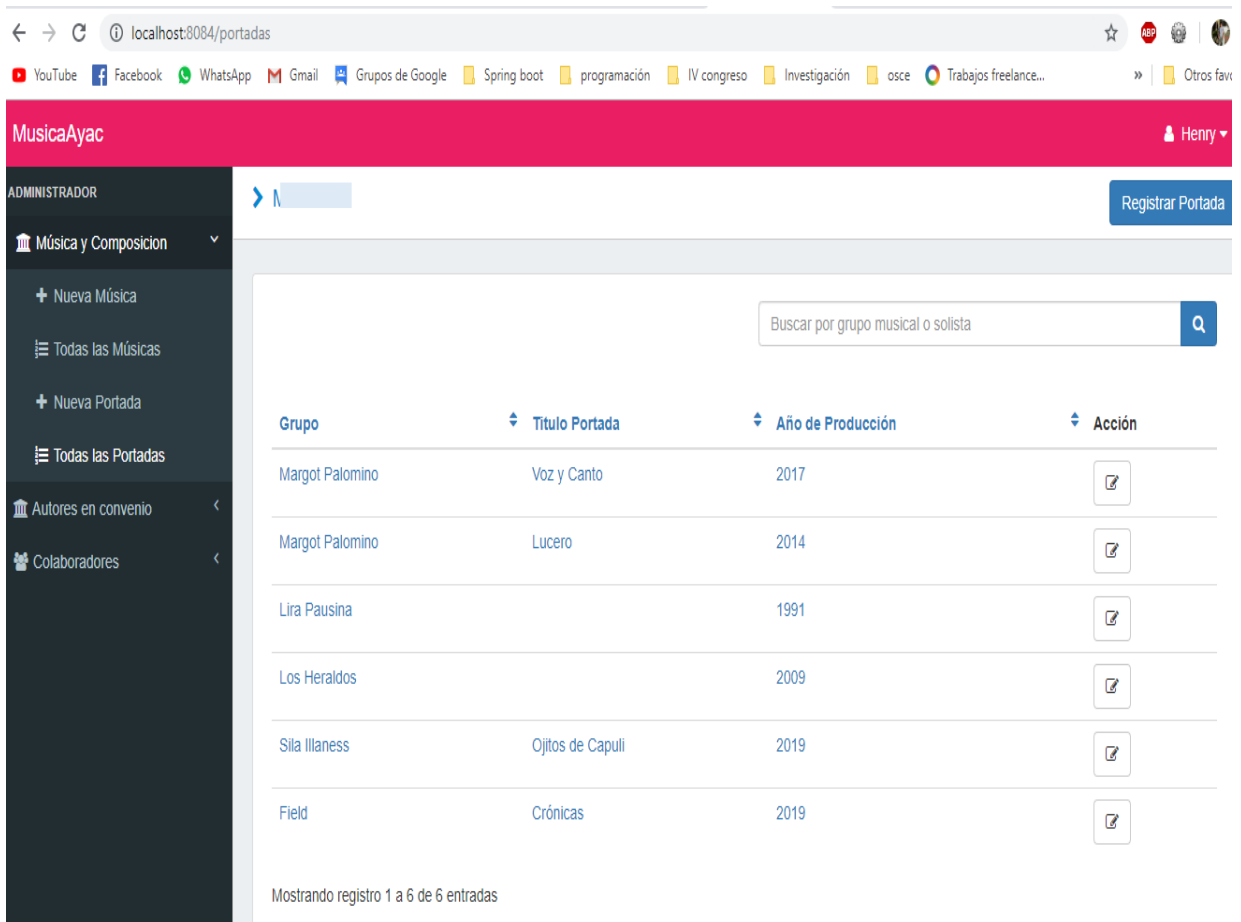 localhost:8084/portadas
ABP
YouTube Facebook WhatsApp Gmail Grupos de Google Spring boot programación IV congreso Investigación osce Trabajos freelance... » Otros favo
MusicaAyac Henry
ADMINISTRADOR
Registrar Portada
Música y Composicion
Nueva Música
Todas las Músicas
Nueva Portada
Todas las Portadas
Autores en convenio
Colaboradores
Buscar por grupo musical o solista
Grupo Titulo Portada Año de Producción Acción
Margot Palomino Voz y Canto 2017
Margot Palomino Lucero 2014
Lira Pausina 1991
Los Heraldos 2009
Sila Illaness Ojitos de Capuli 2019
Field Crónicas 2019
Mostrando registro 1 a 6 de 6 entradas